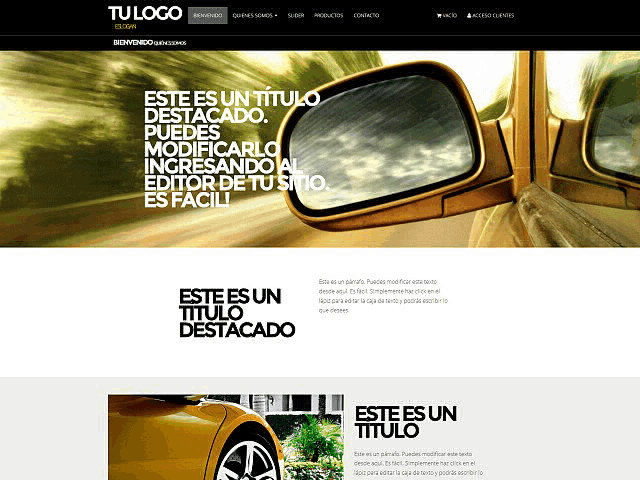 TU LOGO
ESLOGAN
BIENVENIDO QUIÉNES SOMOS SLIDER PRODUCTOS CONTACTO VACÍO ACCESO CLIENTES
BIENVENIDO QUIÉNES SOMOS
ESTE ES UN TÍTULO
DESTACADO.
PUEDES
MODIFICARLO
INGRESANDO AL
EDITOR DE TU SITIO.
ES FÁCIL!
ESTE ES UN
TITULO
DESTACADO
Este es un párrafo. Puedes modificar este texto
desde aquí. Es fácil. Simplemente haz click en el
lápiz para editar la caja de texto y podrás escribir lo
que desees.
ESTE ES UN
TITULO
Este es un párrafo. Puedes modificar este texto
desde aquí. Es fácil. Simplemente haz click en el
lápiz para editar la caja de texto y podrás escribir lo